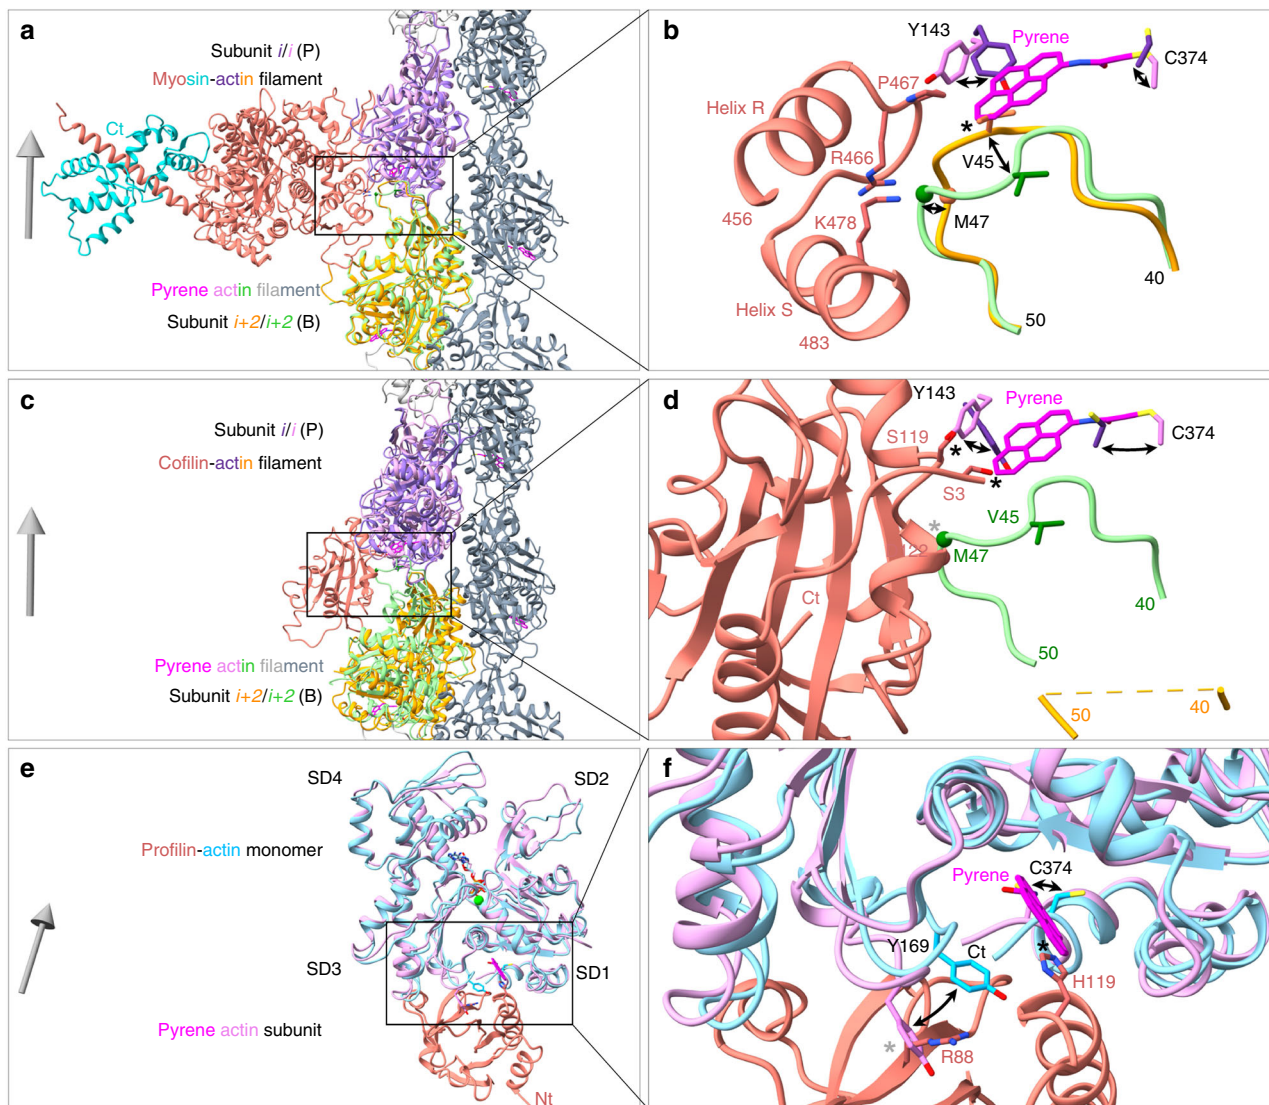 a
Subunit i/i (P)
Myosin-actin filament
Ct
Pyrene actin filament
Subunit i+2/i+2 (B)
b
Y143
Pyrene
C374
P467
Helix R
*
V45
R466
456
K478
M47
40
Helix S
50
483
c
Subunit i/i (P)
Cofilin-actin filament
Pyrene actin filament
Subunit i+2/i+2 (B)
d
Y143
Pyrene
C374
S119
*
S3
*
V45
*
M47
Ct
40
50
50
40
e
SD4
SD2
Profilin-actin monomer
SD3
SD1
Pyrene actin subunit
Nt
f
Pyrene
C374
Y169
Ct
*
H119
*
R88